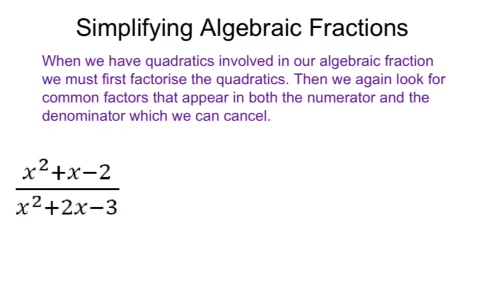 Simplifying Algebraic Fractions
When we have quadratics involved in our algebraic fraction
we must first factorise the quadratics. Then we again look for
common factors that appear in both the numerator and the
denominator which we can cancel.
x²+x−2
x²+2x−3